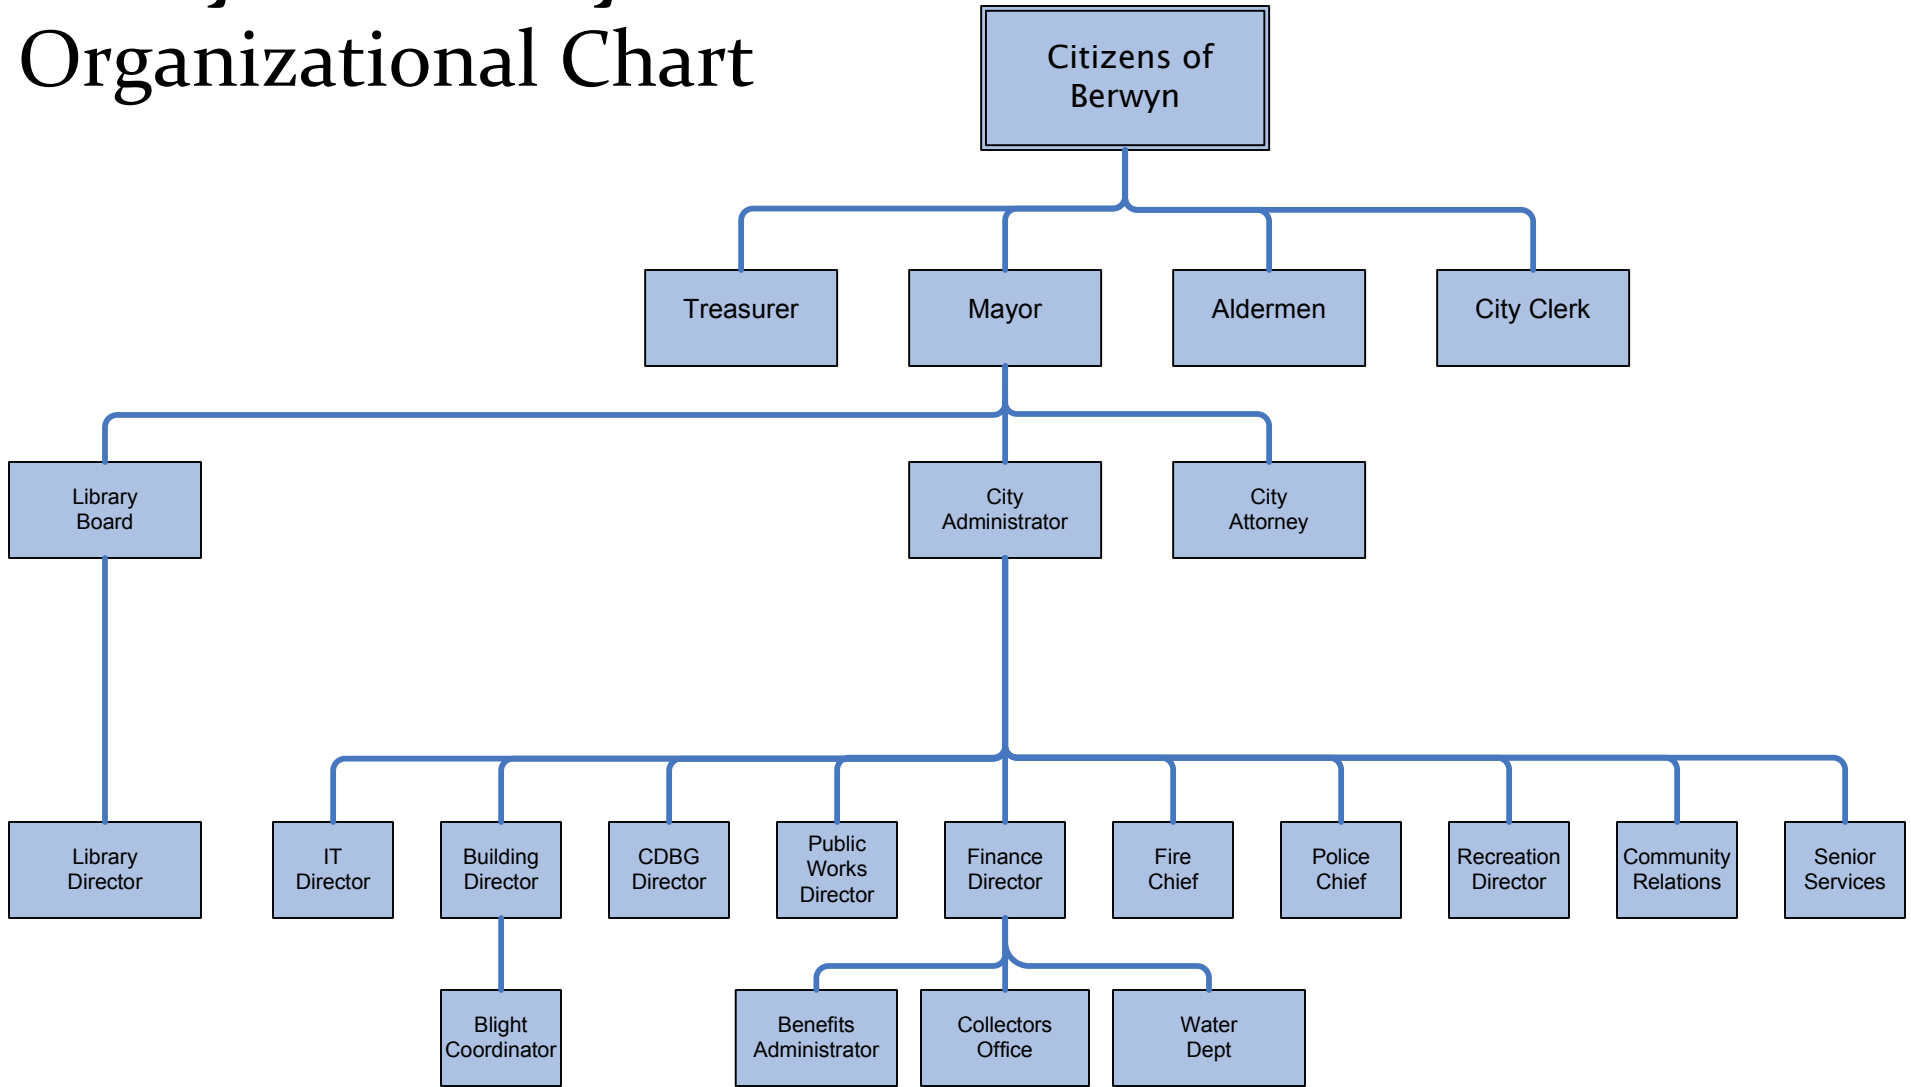 Organizational Chart
Citizens of
Berwyn
Treasurer
Mayor
Aldermen
City Clerk
Library
Board
City
Administrator
City
Attorney
Library
Director
IT
Director
Building
Director
CDBG
Director
Public
Works
Director
Finance
Director
Fire
Chief
Police
Chief
Recreation
Director
Community
Relations
Senior
Services
Blight
Coordinator
Benefits
Administrator
Collectors
Office
Water
Dept